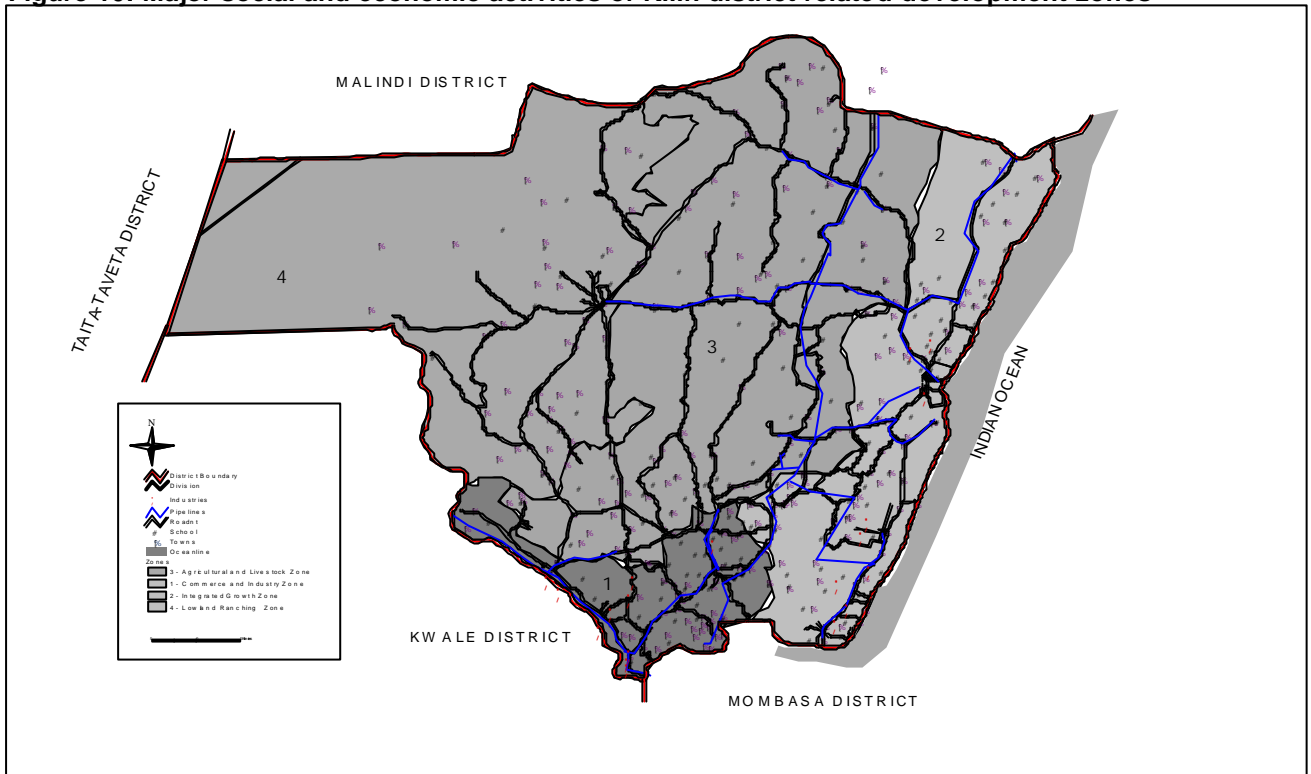 MALINDI DISTRICT
TAITA-TAVETA DISTRICT
4
2
3
1
INDIAN OCEAN
KWALE DISTRICT
MOMBASA DISTRICT
N
District Boundary
Division
Industries
Pipelines
Roadnt
# School
Towns
Oceanline
Zones
3 - Agricultural and Livestock Zone
1 - Commerce and Industry Zone
2 - Integrated Growth Zone
4 - Lowland Ranching Zone